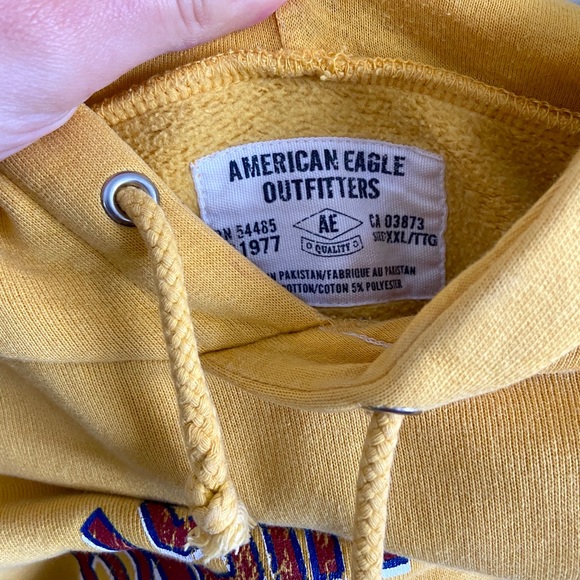 AMERICAN EAGLE
OUTFITTERS
54485
AE
CA 03873
1977
QUALITY
SIZE:XXL/TTG
PAKISTAN/FABRIQUE AU PAKISTAN
COTTON/COTON 5% POLYESTER